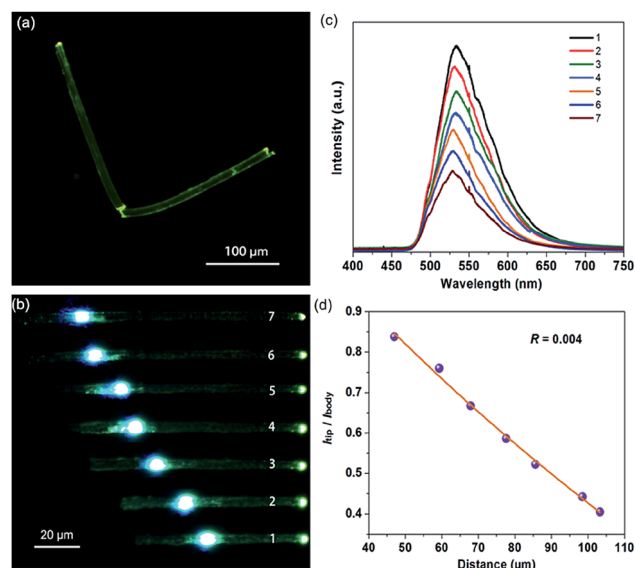 (a)
100 µm
(b)
7
6
5
4
3
2
1
20 µm
(c)
Intensity (a.u.)
1
2
3
4
5
6
7
400 450 500 550 600 650 700 750
Wavelength (nm)
(d)
Itip / Ibody
R = 0.004
0.9
0.8
0.7
0.6
0.5
0.4
40 50 60 70 80 90 100 110
Distance (µm)